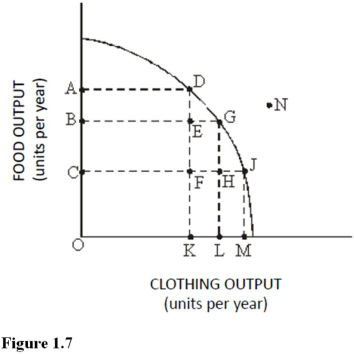 FOOD OUTPUT
(units per year)
A
D
N
B
E
G
C
F
H
J
O
K L M
CLOTHING OUTPUT
(units per year)
Figure 1.7